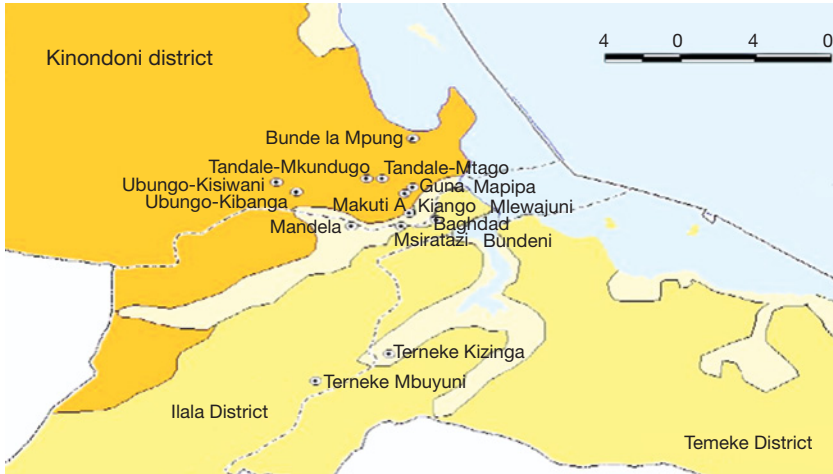 4 0 4 0
Kinondoni district
Bunde la Mpung
Tandale-Mkundugo
Tandale-Mtago
Ubungo-Kisiwani
Guna Mapipa
Ubungo-Kibanga
Makuti A
Kiango
Mlewajuni
Mandela
Baghdad
Msiratazi
Bundeni
Terneke Kizinga
Terneke Mbuyuni
Ilala District
Temeke District